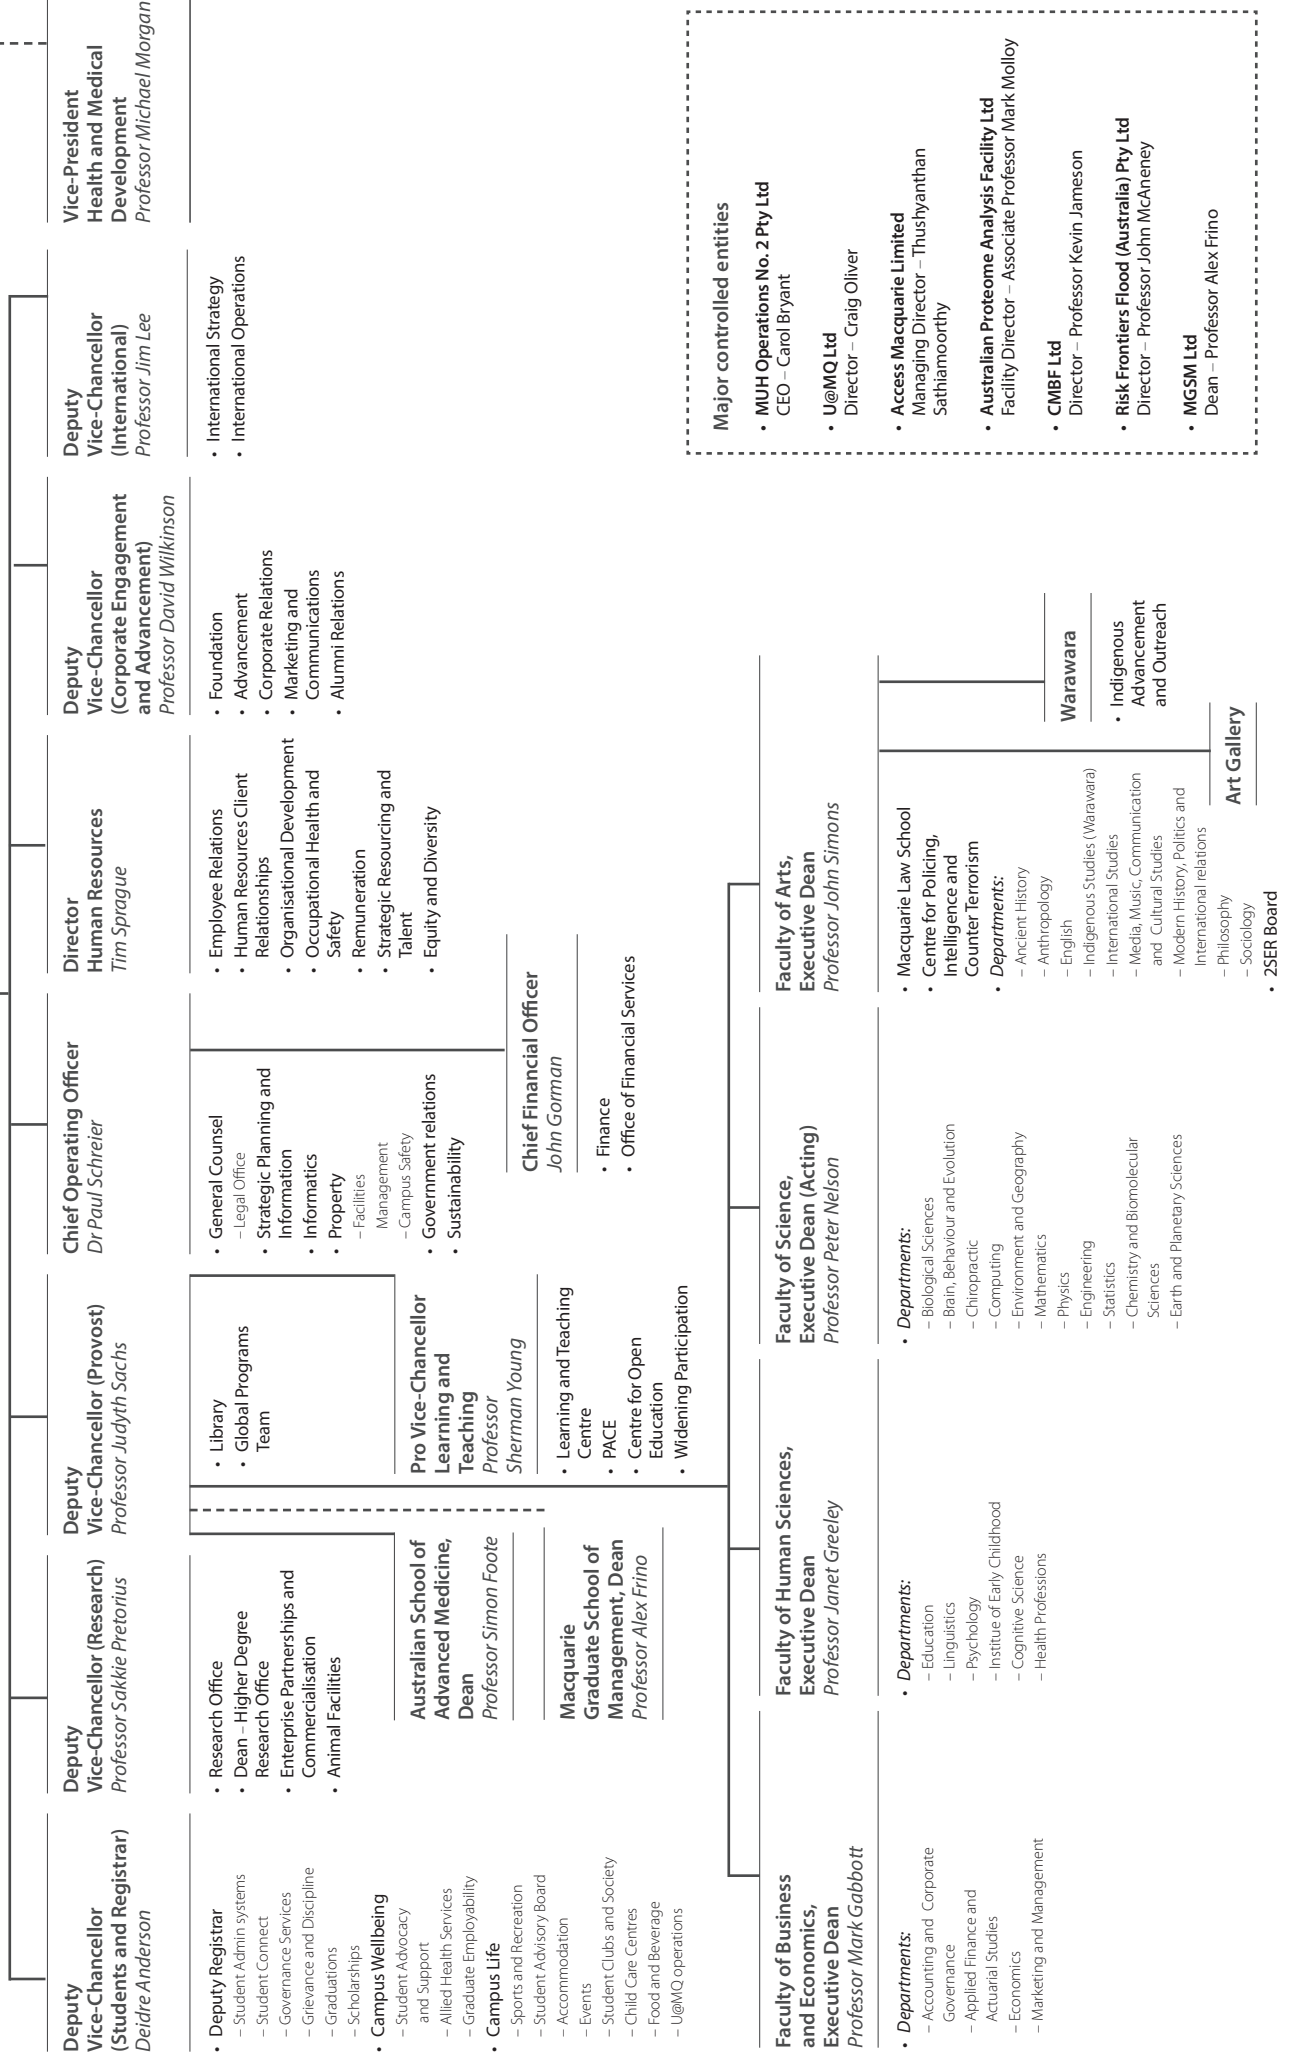 Deputy
Vice-Chancellor
(Students and Registrar)
Deidre Anderson
• Deputy Registrar
– Student Admin systems
– Student Connect
– Governance Services
– Grievance and Discipline
– Graduations
– Scholarships
• Campus Wellbeing
– Student Advocacy
and Support
– Allied Health Services
– Graduate Employability
• Campus Life
– Sports and Recreation
– Student Advisory Board
– Accommodation
– Events
– Student Clubs and Society
– Child Care Centres
– Food and Beverage
– U@MQ operations
Deputy
Vice-Chancellor (Research)
Professor Sakkie Pretorius
• Research Office
• Dean – Higher Degree
Research Office
• Enterprise Partnerships and
Commercialisation
• Animal Facilities
Deputy
Vice-Chancellor (Provost)
Professor Judyth Sachs
• Library
• Global Programs
Team
Australian School of
Advanced Medicine,
Dean
Professor Simon Foote
Macquarie
Graduate School of
Management, Dean
Professor Alex Frino
Pro Vice-Chancellor
Learning and
Teaching
Professor
Sherman Young
• Learning and Teaching
Centre
• PACE
• Centre for Open
Education
• Widening Participation
Chief Operating Officer
Dr Paul Schreier
• General Counsel
– Legal Office
• Strategic Planning and
Information
• Informatics
• Property
– Facilities
Management
– Campus Safety
• Government relations
• Sustainability
Chief Financial Officer
John Gorman
• Finance
• Office of Financial Services
Director
Human Resources
Tim Sprague
• Employee Relations
• Human Resources Client
Relationships
• Organisational Development
• Occupational Health and
Safety
• Remuneration
• Strategic Resourcing and
Talent
• Equity and Diversity
Deputy
Vice-Chancellor
(Corporate Engagement
and Advancement)
Professor David Wilkinson
• Foundation
• Advancement
• Corporate Relations
• Marketing and
Communications
• Alumni Relations
Deputy
Vice-Chancellor
(International)
Professor Jim Lee
• International Strategy
• International Operations
Vice-President
Health and Medical
Development
Professor Michael Morgan
Faculty of Business
and Economics,
Executive Dean
Professor Mark Gabbott
• Departments:
– Accounting and Corporate
Governance
– Applied Finance and
Actuarial Studies
– Economics
– Marketing and Management
Faculty of Human Sciences,
Executive Dean
Professor Janet Greeley
• Departments:
– Education
– Linguistics
– Psychology
– Institue of Early Childhood
– Cognitive Science
– Health Professions
Faculty of Science,
Executive Dean (Acting)
Professor Peter Nelson
• Departments:
– Biological Sciences
– Brain, Behaviour and Evolution
– Chiropractic
– Computing
– Environment and Geography
– Mathematics
– Physics
– Engineering
– Statistics
– Chemistry and Biomolecular
Sciences
– Earth and Planetary Sciences
Faculty of Arts,
Executive Dean
Professor John Simons
• Macquarie Law School
• Centre for Policing,
Intelligence and
Counter Terrorism
• Departments:
– Ancient History
– Anthropology
– English
– Indigenous Studies (Warawara)
– International Studies
– Media, Music, Communication
and Cultural Studies
– Modern History, Politics and
International relations
– Philosophy
– Sociology
• 2SER Board
Art Gallery
Warawara
• Indigenous
Advancement
and Outreach
Major controlled entities
• MUH Operations No. 2 Pty Ltd
CEO – Carol Bryant
• U@MQ Ltd
Director – Craig Oliver
• Access Macquarie Limited
Managing Director – Thushyanthan
Sathiamoorthy
• Australian Proteome Analysis Facility Ltd
Facility Director – Associate Professor Mark Molloy
• CMBF Ltd
Director – Professor Kevin Jameson
• Risk Frontiers Flood (Australia) Pty Ltd
Director – Professor John McAneney
• MGSM Ltd
Dean – Professor Alex Frino